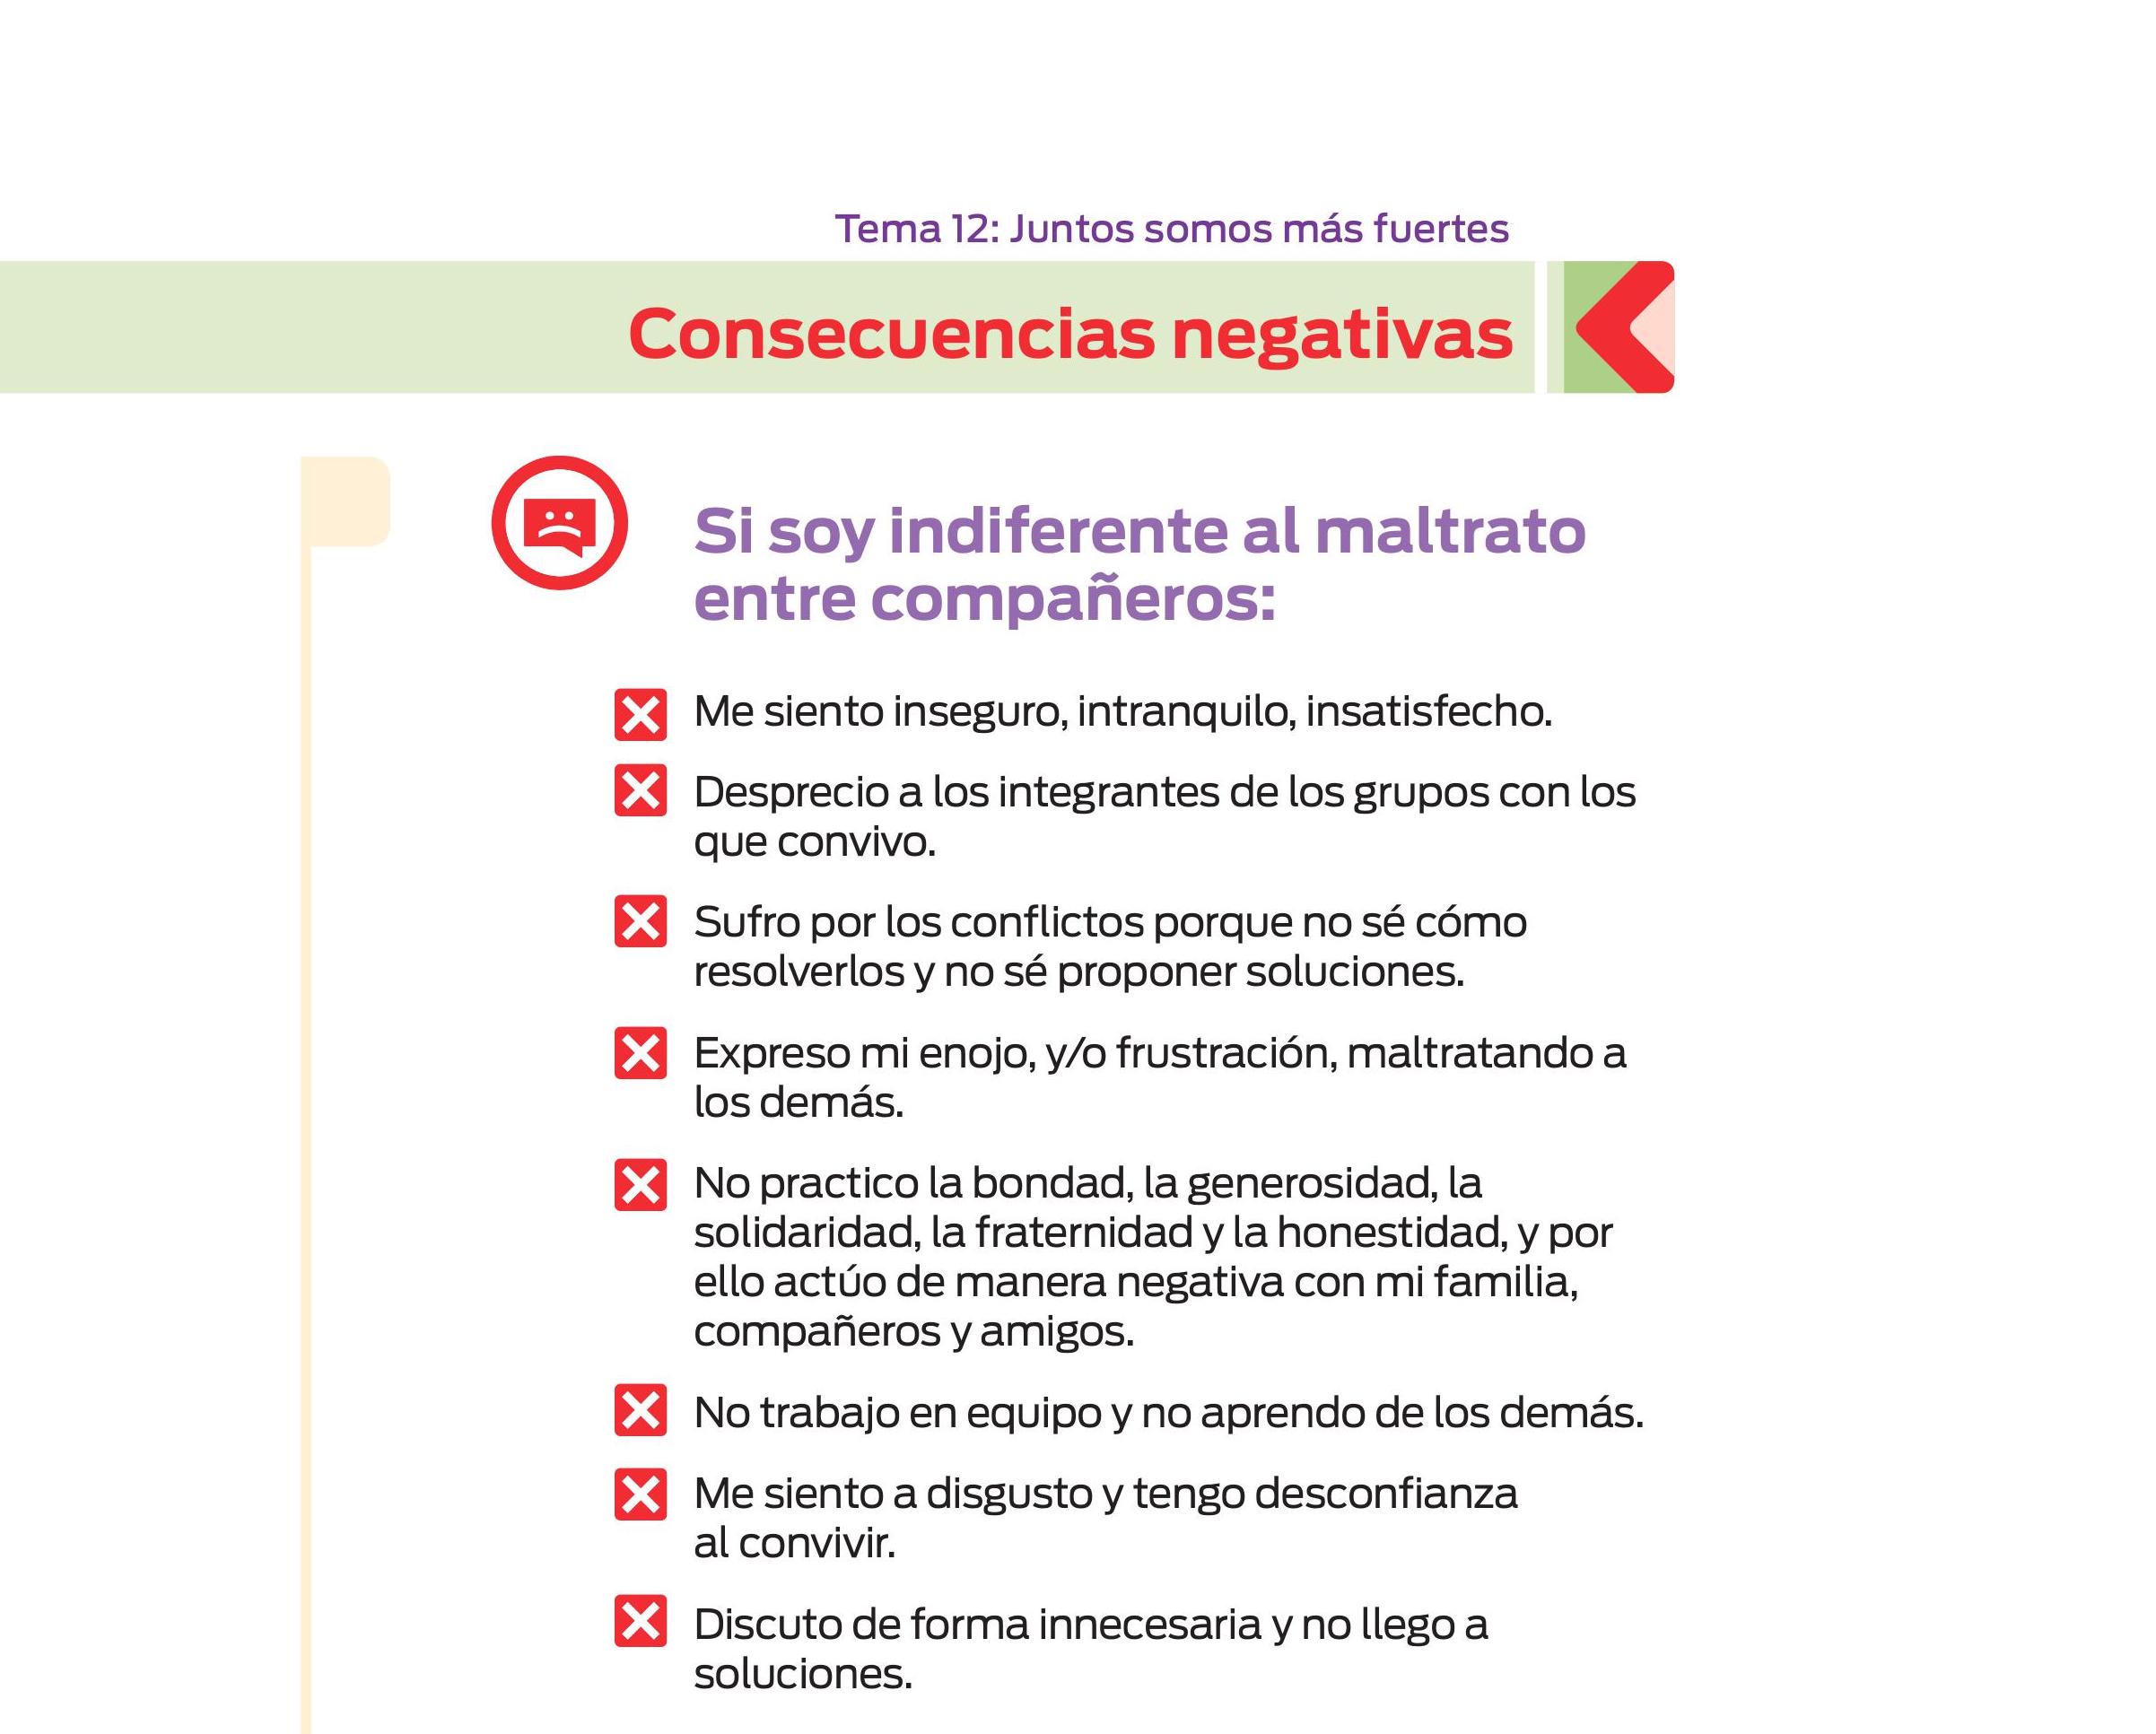 Tema 12: Juntos somos más fuertes
Consecuencias negativas
Si soy indiferente al maltrato
entre compañeros:
Me siento inseguro, intranquilo, insatisfecho.
Desprecio a los integrantes de los grupos con los
que convivo.
Sufro por los conflictos porque no sé cómo
resolverlos y no sé proponer soluciones.
Expreso mi enojo, y/o frustración, maltratando a
los demás.
No practico la bondad, la generosidad, la
solidaridad, la fraternidad y la honestidad, y por
ello actúo de manera negativa con mi familia,
compañeros y amigos.
No trabajo en equipo y no aprendo de los demás.
Me siento a disgusto y tengo desconfianza
al convivir.
Discuto de forma innecesaria y no llego a
soluciones.